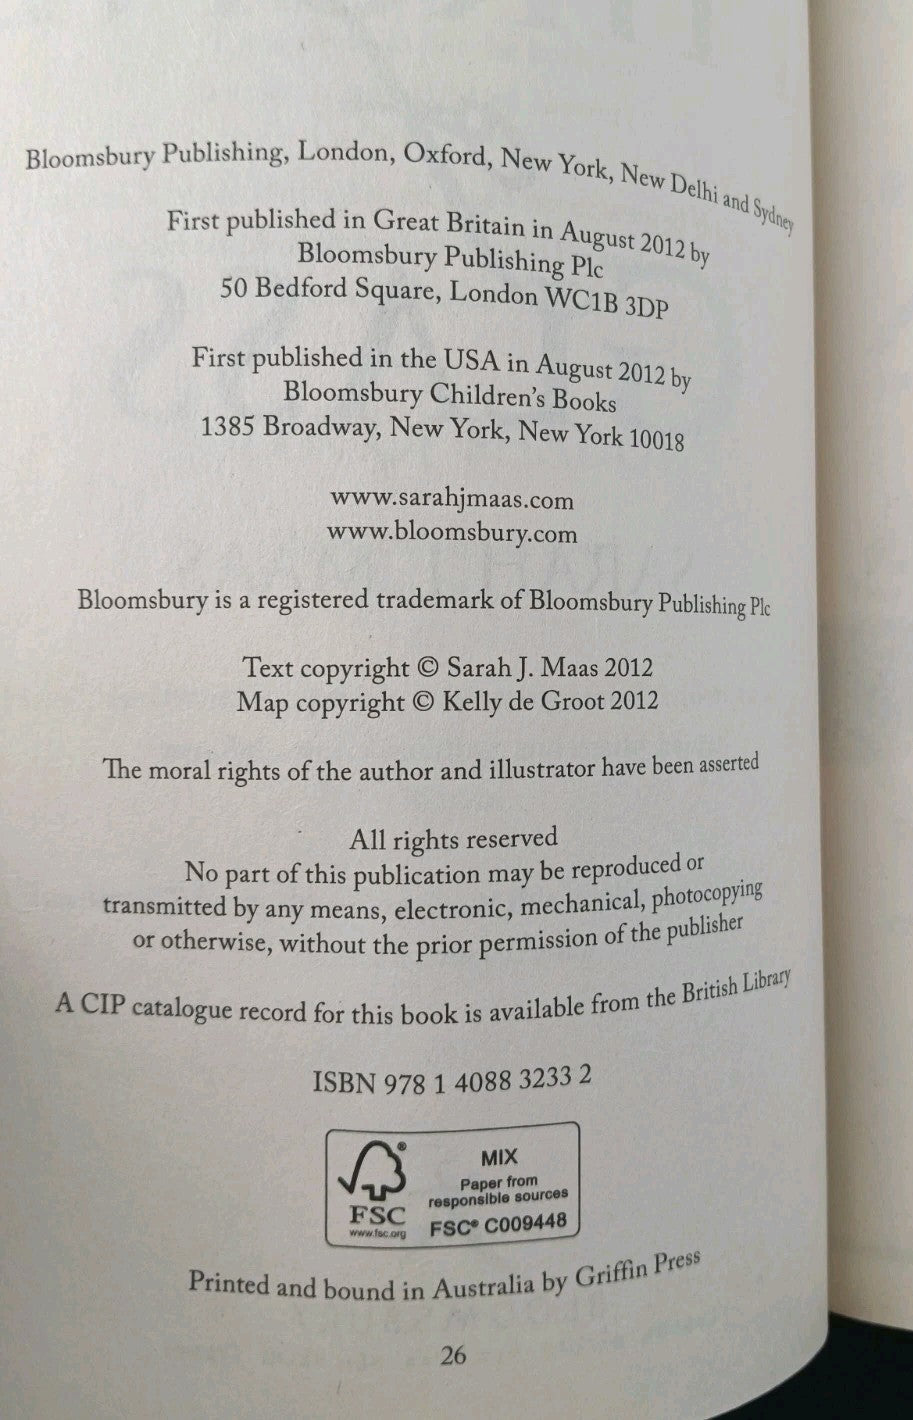 Bloomsbury Publishing, London, Oxford, New York, New Delhi and Sydney
First published in Great Britain in August 2012 by
Bloomsbury Publishing Plc
50 Bedford Square, London WC1B 3DP
First published in the USA in August 2012 by
Bloomsbury Children's Books
1385 Broadway, New York, New York 10018
www.sarahjmaas.com
www.bloomsbury.com
Bloomsbury is a registered trademark of Bloomsbury Publishing Plc
Text copyright © Sarah J. Maas 2012
Map copyright © Kelly de Groot 2012
The moral rights of the author and illustrator have been asserted
All rights reserved
No part of this publication may be reproduced or
transmitted by any means, electronic, mechanical, photocopying
or otherwise, without the prior permission of the publisher
A CIP catalogue record for this book is available from the British Library
ISBN 978 1 4088 3233 2
®
FSC
www.fsc.org
MIX
Paper from
responsible sources
FSC® C009448
Printed and bound in Australia by Griffin Press
26